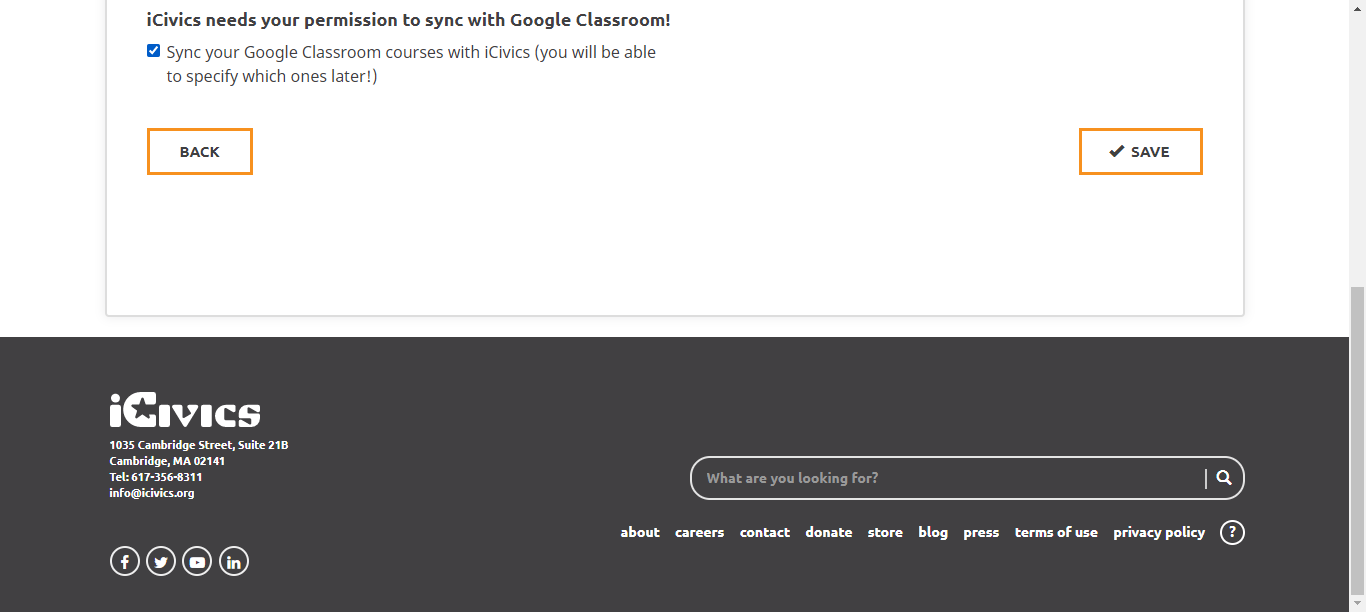 iCivics needs your permission to sync with Google Classroom!
Sync your Google Classroom courses with iCivics (you will be able
to specify which ones later!)
BACK
SAVE
iCivics
1035 Cambridge Street, Suite 21B
Cambridge, MA 02141
Tel: 617-356-8311
info@icivics.org
What are you looking for?
about careers contact donate store blog press terms of use privacy policy ?